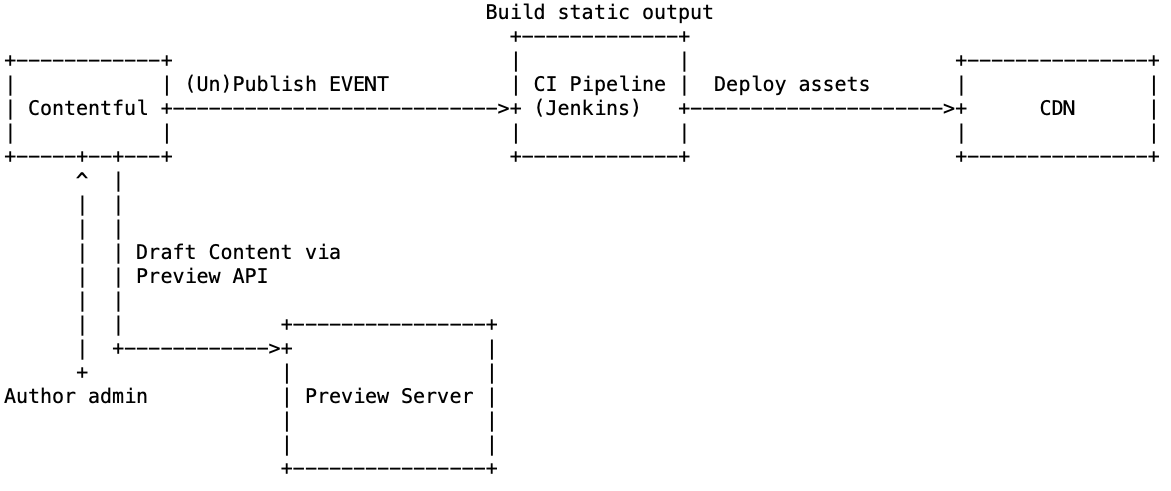 Build static output
(Un)Publish EVENT
CI Pipeline
Deploy assets
Contentful
(Jenkins)
CDN
Draft Content via
Preview API
Author admin
Preview Server